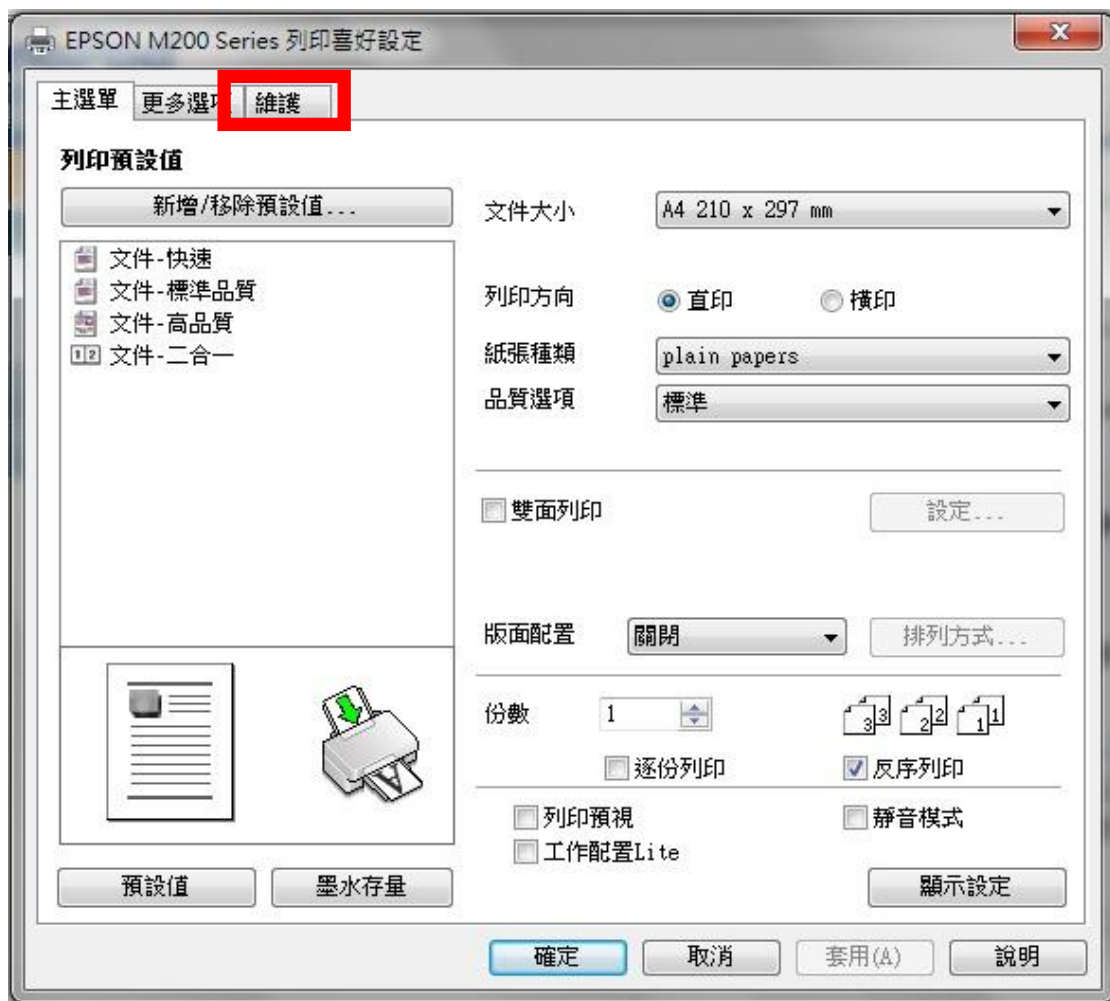 EPSON M200 Series 列印喜好設定
主選單 更多選項 維護
列印預設值
新增/移除預設值...
文件-快速
文件-標準品質
文件-高品質
文件-二合一
預設值 墨水存量
文件大小 A4 210 x 297 mm
列印方向 直印 橫印
紙張種類 plain papers
品質選項 標準
雙面列印 設定...
版面配置 關閉 排列方式...
份數 1 3 3 2 2 1 1
逐份列印 反序列印
列印預視 靜音模式
工作配置Lite
顯示設定
確定 取消 套用(A) 說明